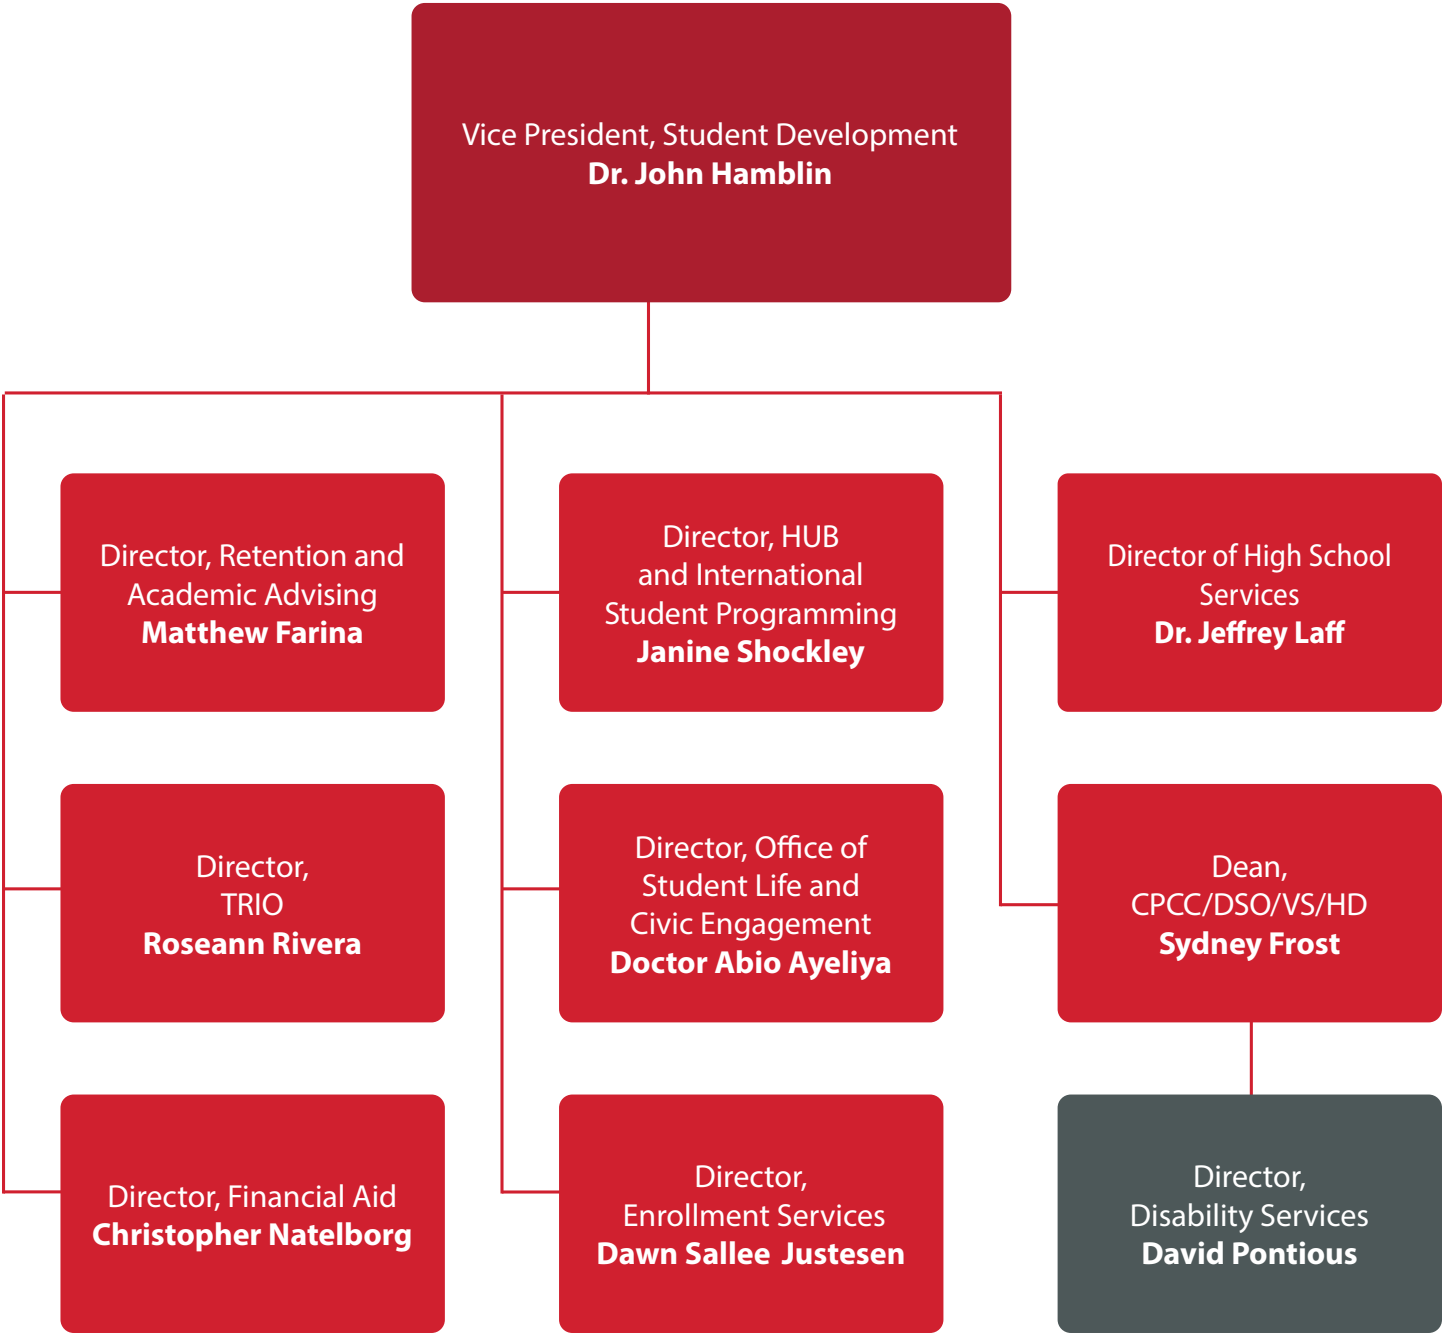 Vice President, Student Development
Dr. John Hamblin
Director, Retention and
Academic Advising
Matthew Farina
Director, HUB
and International
Student Programming
Janine Shockley
Director of High School
Services
Dr. Jeffrey Laff
Director,
TRIO
Roseann Rivera
Director, Office of
Student Life and
Civic Engagement
Doctor Abio Ayeliya
Dean,
CPCC/DSO/VS/HD
Sydney Frost
Director, Financial Aid
Christopher Natelborg
Director,
Enrollment Services
Dawn Sallee Justesen
Director,
Disability Services
David Pontious